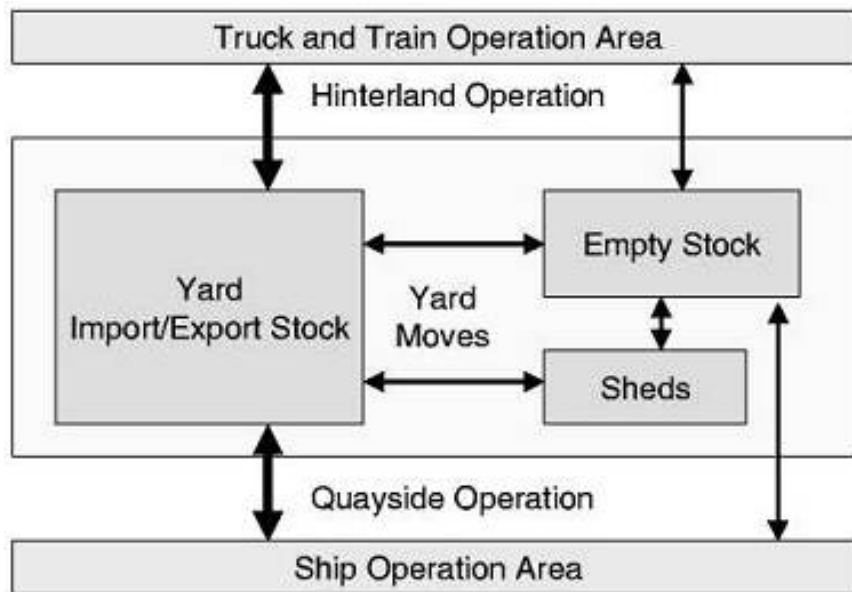 Truck and Train Operation Area
Hinterland Operation
Yard
Import/Export Stock
Yard
Moves
Empty Stock
Sheds
Quayside Operation
Ship Operation Area